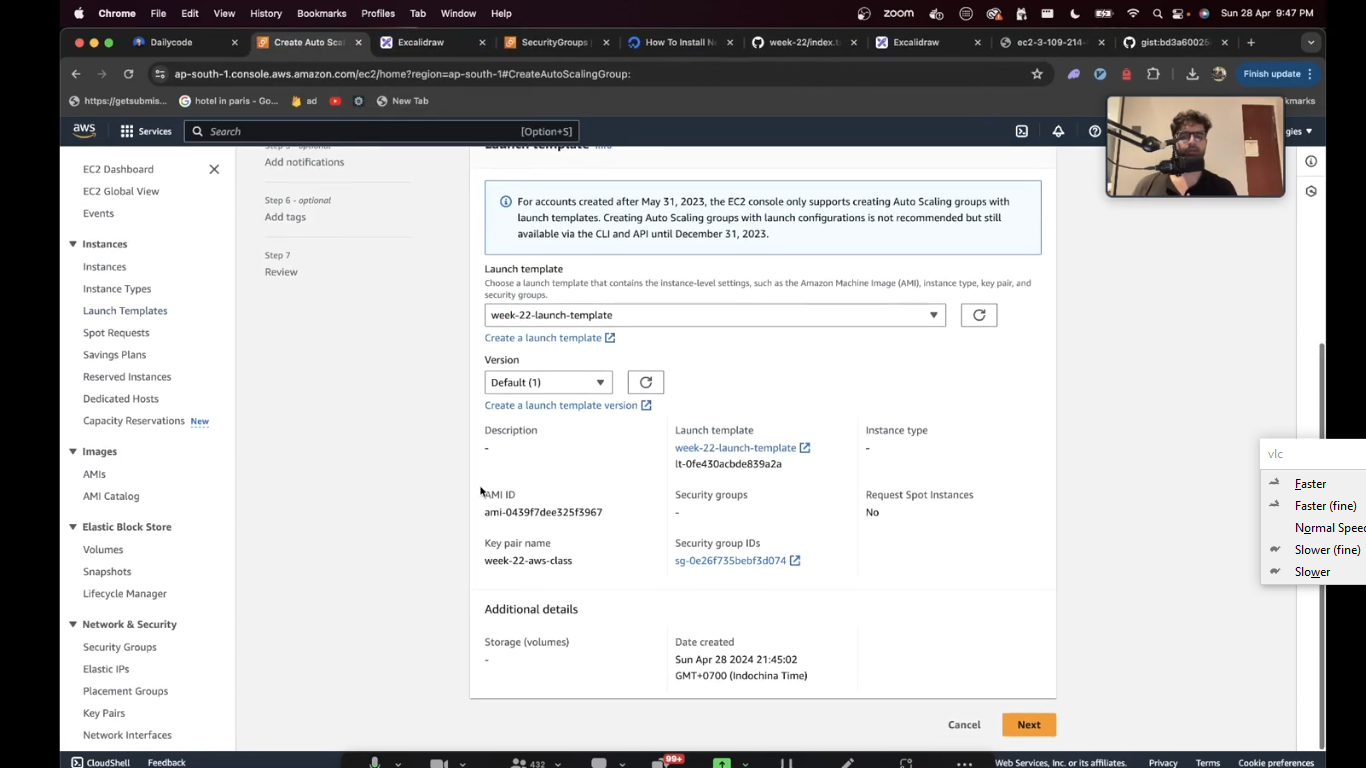 Chrome File Edit View History Bookmarks Profiles Tab Window Help
zoom
Sun 28 Apr 9:47 PM
Dailycode
Create Auto Sca
Excalidraw
SecurityGroups
How To Install N
week-22/index.t
Excalidraw
ec2-3-109-214-
gist:bd3a60025
ap-south-1.console.aws.amazon.com/ec2/home?region=ap-south-1#CreateAutoScalingGroup:
Finish update
https://getsubmis...
hotel in paris - Go...
ad
New Tab
kmarks
aws
Services
Search
[Option+S]
gies
EC2 Dashboard
EC2 Global View
Events
Instances
Instances
Instance Types
Launch Templates
Spot Requests
Savings Plans
Reserved Instances
Dedicated Hosts
Capacity Reservations New
Images
AMIs
AMI Catalog
Elastic Block Store
Volumes
Snapshots
Lifecycle Manager
Network & Security
Security Groups
Elastic IPs
Placement Groups
Key Pairs
Network Interfaces
Step 5 - optional
Add notifications
Step 6 - optional
Add tags
Step 7
Review
Launch template Info
For accounts created after May 31, 2023, the EC2 console only supports creating Auto Scaling groups with
launch templates. Creating Auto Scaling groups with launch configurations is not recommended but still
available via the CLI and API until December 31, 2023.
Launch template
Choose a launch template that contains the instance-level settings, such as the Amazon Machine Image (AMI), instance type, key pair, and
security groups.
week-22-launch-template
Create a launch template
Version
Default (1)
Create a launch template version
Description
-
Launch template
week-22-launch-template
lt-0fe430acbde839a2a
Instance type
-
AMI ID
ami-0439f7dee325f3967
Security groups
-
Request Spot Instances
No
Key pair name
week-22-aws-class
Security group IDs
sg-0e26f735bebf3d074
Additional details
Storage (volumes)
-
Date created
Sun Apr 28 2024 21:45:02
GMT+0700 (Indochina Time)
Cancel
Next
vlc
Faster
Faster (fine)
Normal Speed
Slower (fine)
Slower
CloudShell
Feedback
432
99+
Web Services, Inc. or its affiliates.
Privacy
Terms
Cookie preferences